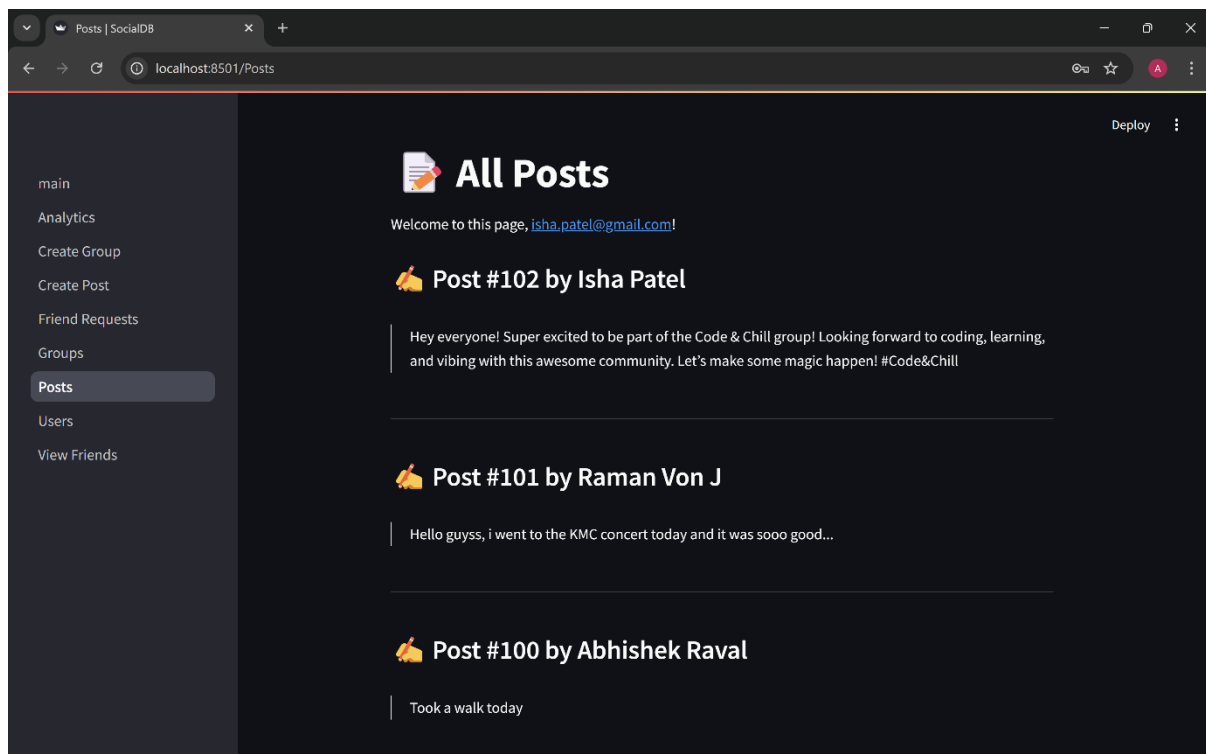 Posts | SocialDB
localhost:8501/Posts
A
Deploy
main
Analytics
Create Group
Create Post
Friend Requests
Groups
Posts
Users
View Friends
All Posts
Welcome to this page, isha.patel@gmail.com!
Post #102 by Isha Patel
Hey everyone! Super excited to be part of the Code & Chill group! Looking forward to coding, learning,
and vibing with this awesome community. Let's make some magic happen! #Code&Chill
Post #101 by Raman Von J
Hello guyss, i went to the KMC concert today and it was sooo good...
Post #100 by Abhishek Raval
Took a walk today